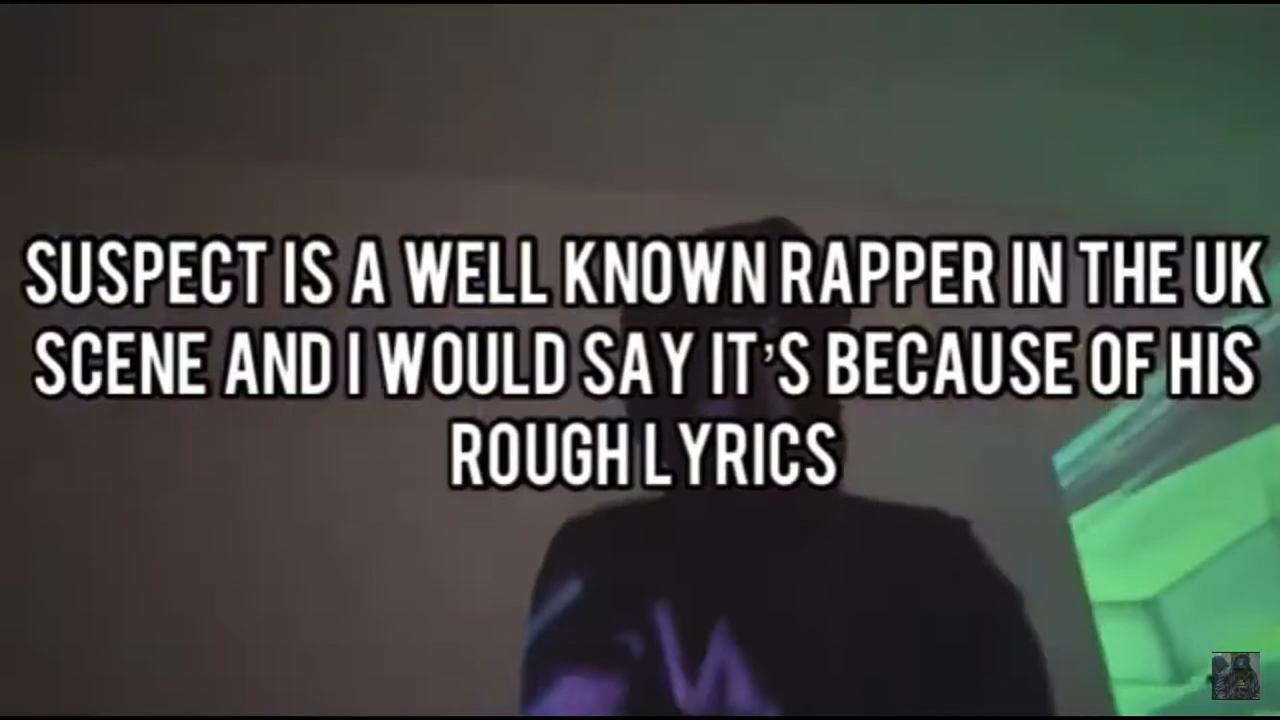 SUSPECT IS A WELL KNOWN RAPPER IN THE UK
SCENE AND I WOULD SAY IT'S BECAUSE OF HIS
ROUGH LYRICS